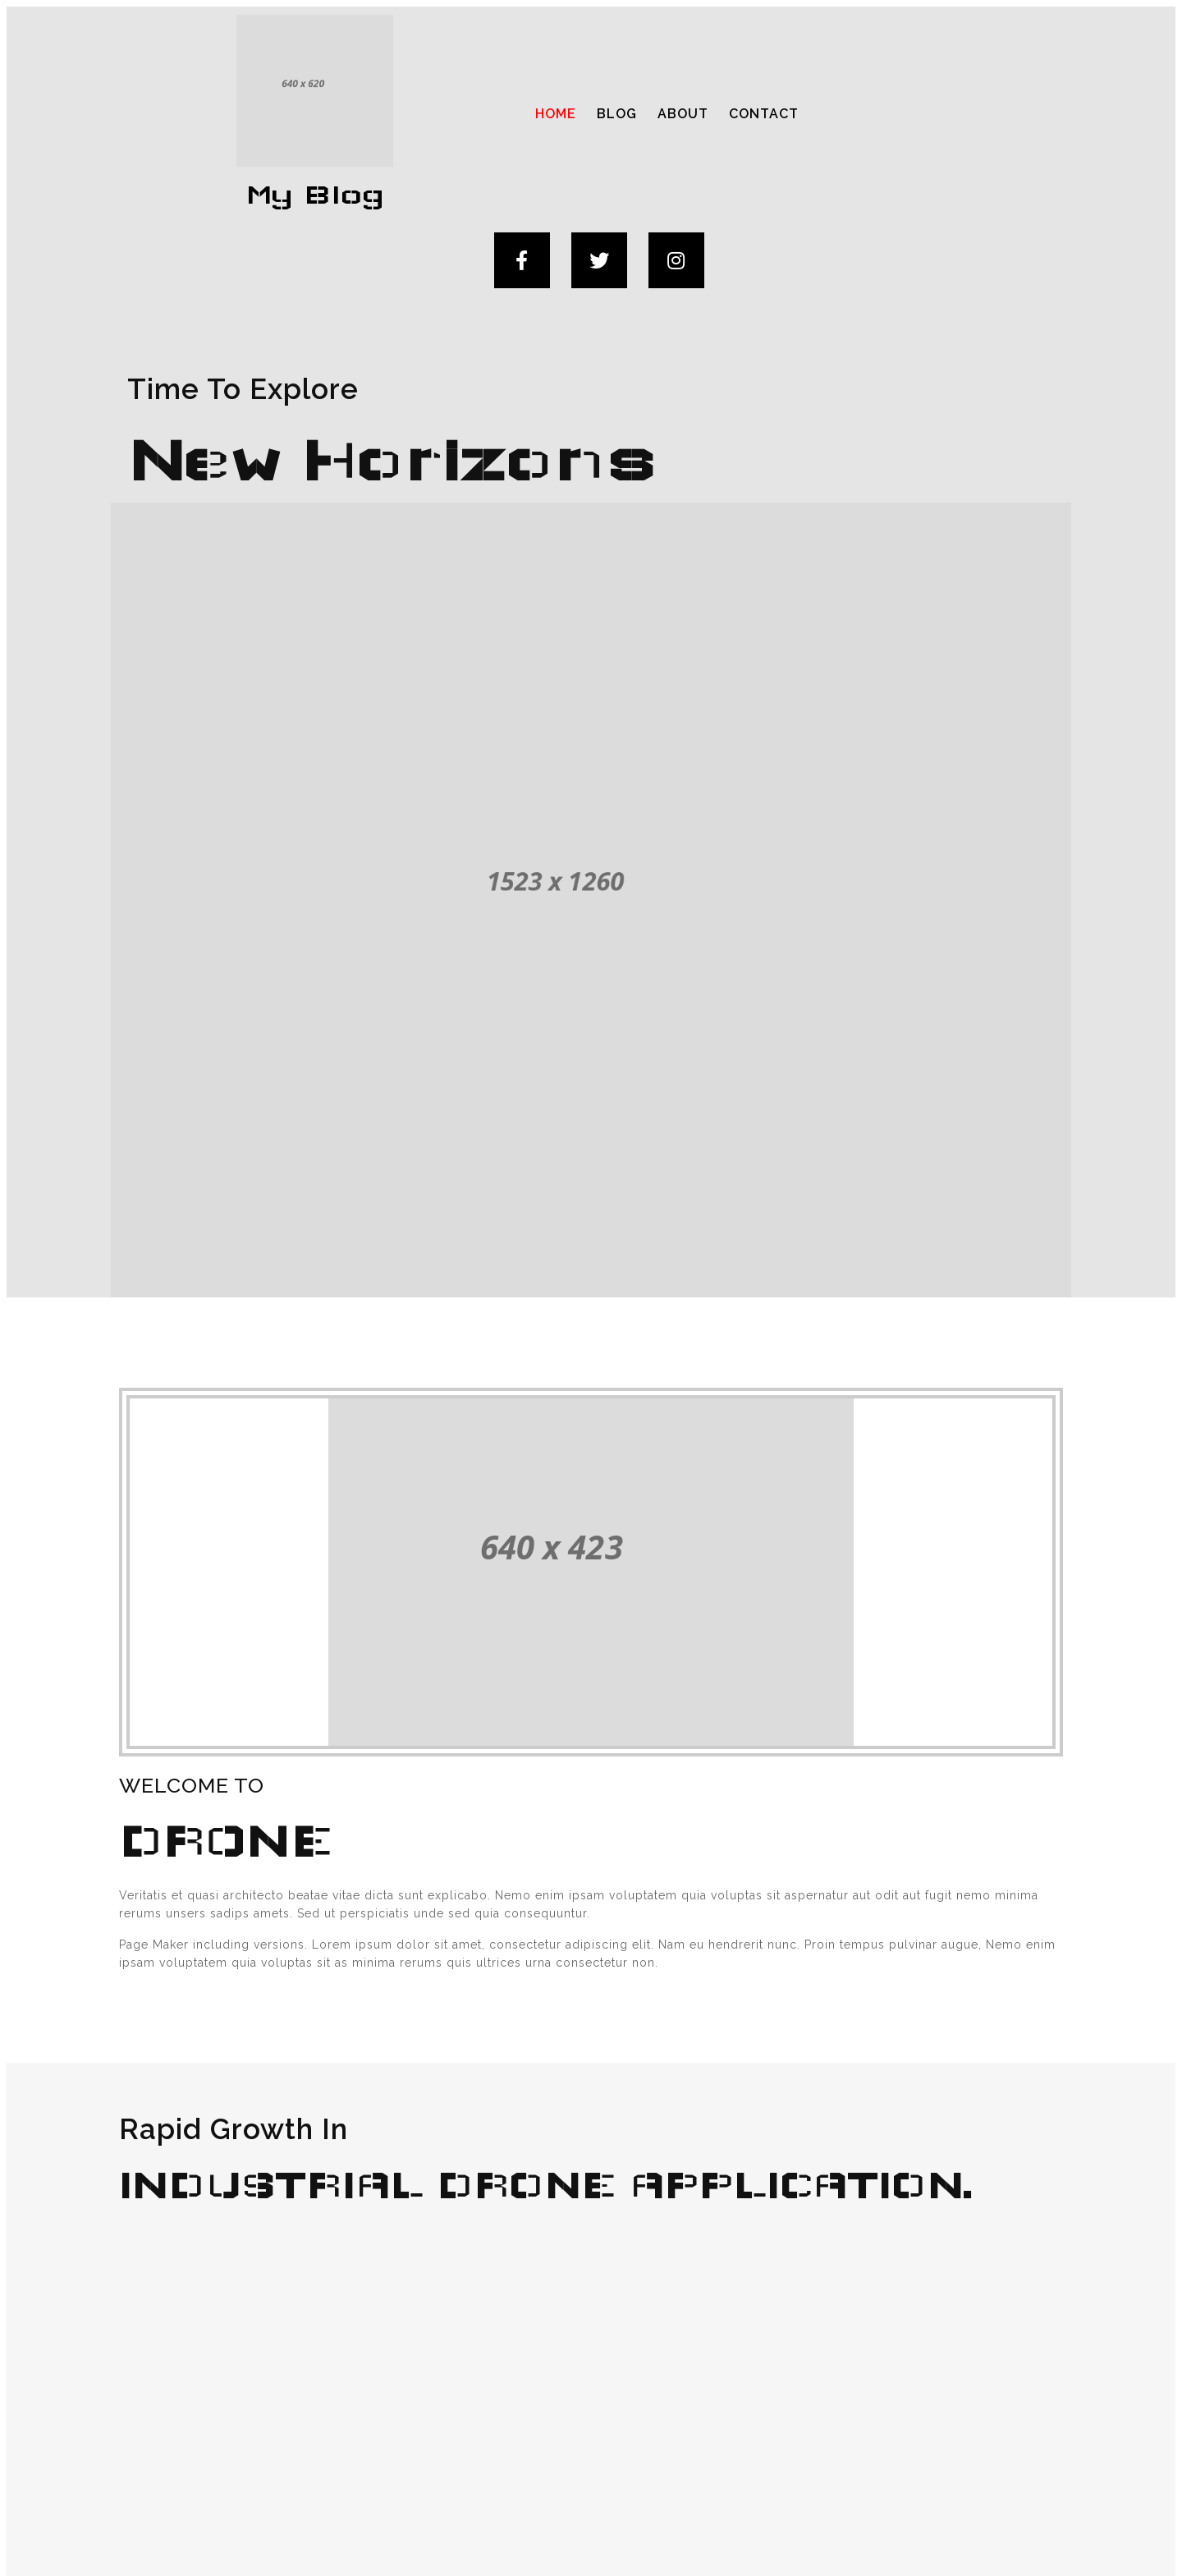 640 x 620
HOME BLOG ABOUT CONTACT
My Blog
Time To Explore
New Horizons
1523 x 1260
640 x 423
WELCOME TO
DRONE
Veritatis et quasi architecto beatae vitae dicta sunt explicabo. Nemo enim ipsam voluptatem quia voluptas sit aspernatur aut odit aut fugit nemo minima
rerums unsers sadips amets. Sed ut perspiciatis unde sed quia consequuntur.
Page Maker including versions. Lorem ipsum dolor sit amet, consectetur adipiscing elit. Nam eu hendrerit nunc. Proin tempus pulvinar augue, Nemo enim
ipsam voluptatem quia voluptas sit as minima rerums quis ultrices urna consectetur non.
Rapid Growth In
INDUSTRIAL DRONE APPLICATION.